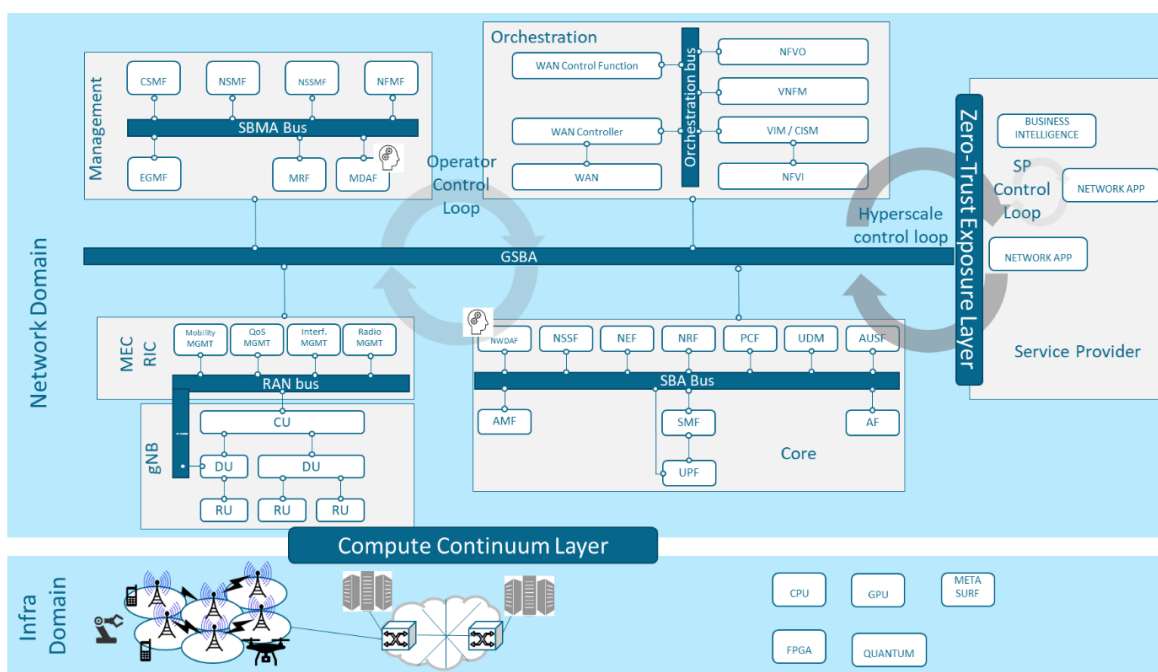 Network Domain
Management
CSMF
NSMF
NSSMF
NFMF
SBMA Bus
EGMF
MRF
MDAF
Operator
Control
Loop
Orchestration
WAN Control Function
WAN Controller
WAN
Orchestration bus
NFVO
VNFM
VIM / CISM
NFVI
Hyperscale
control loop
Zero-Trust Exposure Layer
BUSINESS
INTELLIGENCE
SP
Control
Loop
NETWORK APP
NETWORK APP
Service Provider
GSBA
MEC
RIC
Mobility
MGMT
QoS
MGMT
Interf.
MGMT
Radio
MGMT
RAN bus
gNB
CU
DU
DU
RU
RU
RU
NWDAF
NSSF
NEF
NRF
PCF
UDM
AUSF
SBA Bus
AMF
SMF
AF
UPF
Core
Compute Continuum Layer
Infra
Domain
CPU
GPU
META
SURF
FPGA
QUANTUM